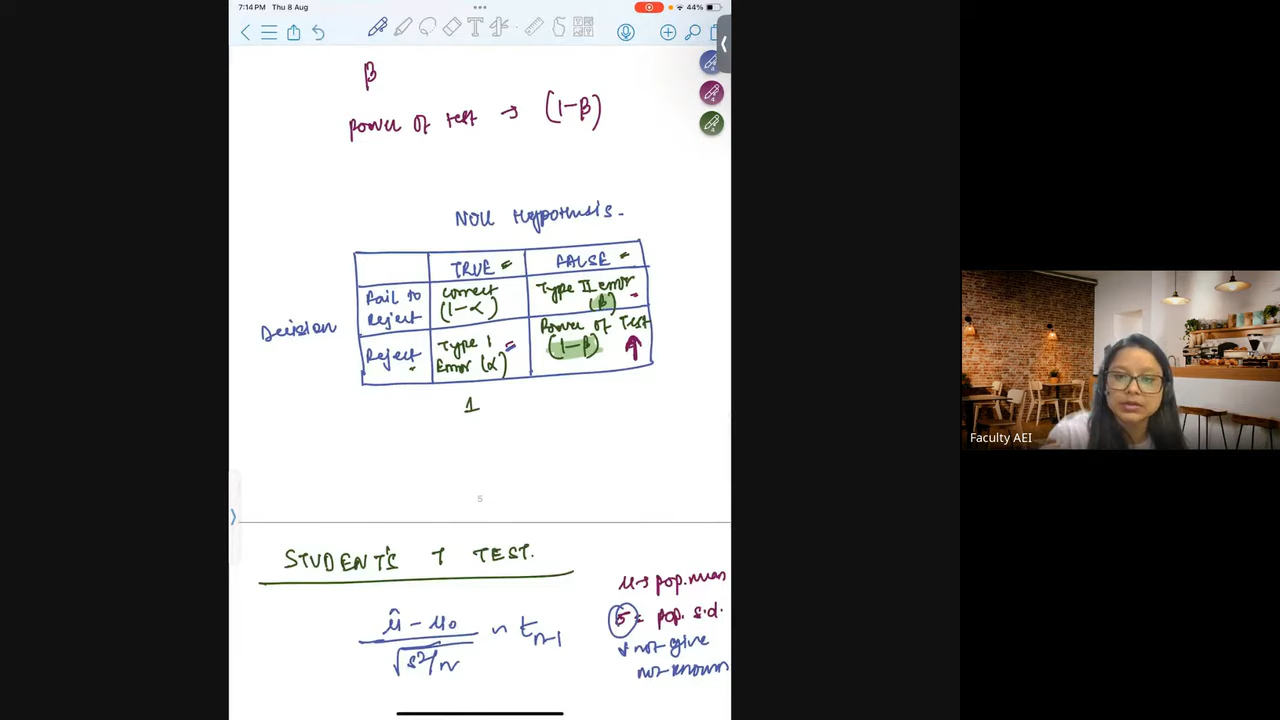 7:14 PM Thu 8 Aug
44%
β
power of test → (1-β)
NULL Hypothesis.
TRUE FALSE
Fail to Reject
correct (1-α)
Type II error (β)
Decision
Reject
Type 1 Error (α)
Power of Test (1-β) ↑
1
5
STUDENT'S T TEST.
μ̂ - μ0
√s²/n
~ tn-1
μ → pop. mean
σ = pop. s.d.
not give
not known
Faculty AEI